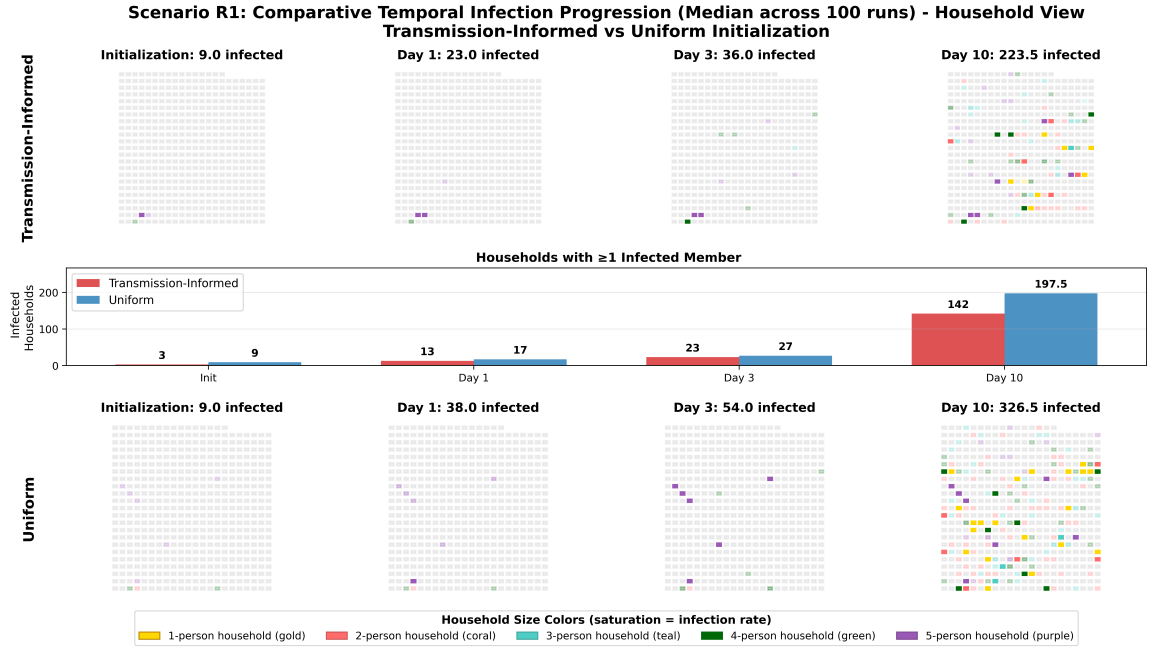 Scenario R1: Comparative Temporal Infection Progression (Median across 100 runs) - Household View
Transmission-Informed vs Uniform Initialization
Transmission-Informed
Initialization: 9.0 infected
Day 1: 23.0 infected
Day 3: 36.0 infected
Day 10: 223.5 infected
Households with ≥1 Infected Member
Infected
Households
200
100
0
Transmission-Informed
Uniform
3
9
13
17
23
27
142
197.5
Init
Day 1
Day 3
Day 10
Uniform
Initialization: 9.0 infected
Day 1: 38.0 infected
Day 3: 54.0 infected
Day 10: 326.5 infected
Household Size Colors (saturation = infection rate)
1-person household (gold)
2-person household (coral)
3-person household (teal)
4-person household (green)
5-person household (purple)